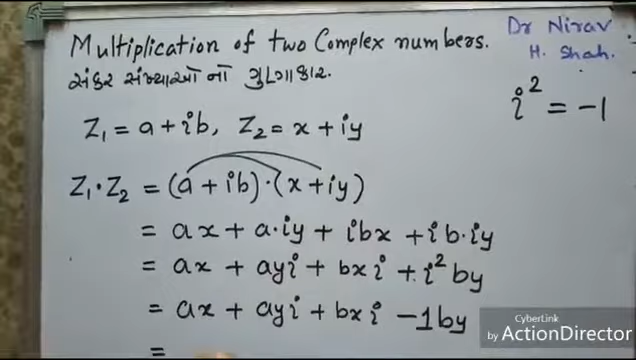 Multiplication of two Complex numbers.
Dr Nirav
H. Shah.
સંકર સંખ્યાઓ નો ગુણાકાર.
i² = -1
Z₁ = a + ib, Z₂ = x + iy
Z₁·Z₂ = (a + ib)·(x + iy)
= ax + a·iy + ibx + ib·iy
= ax + ayi + bxi + i²by
= ax + ayi + bxi - 1by
=
CyberLink
by ActionDirector